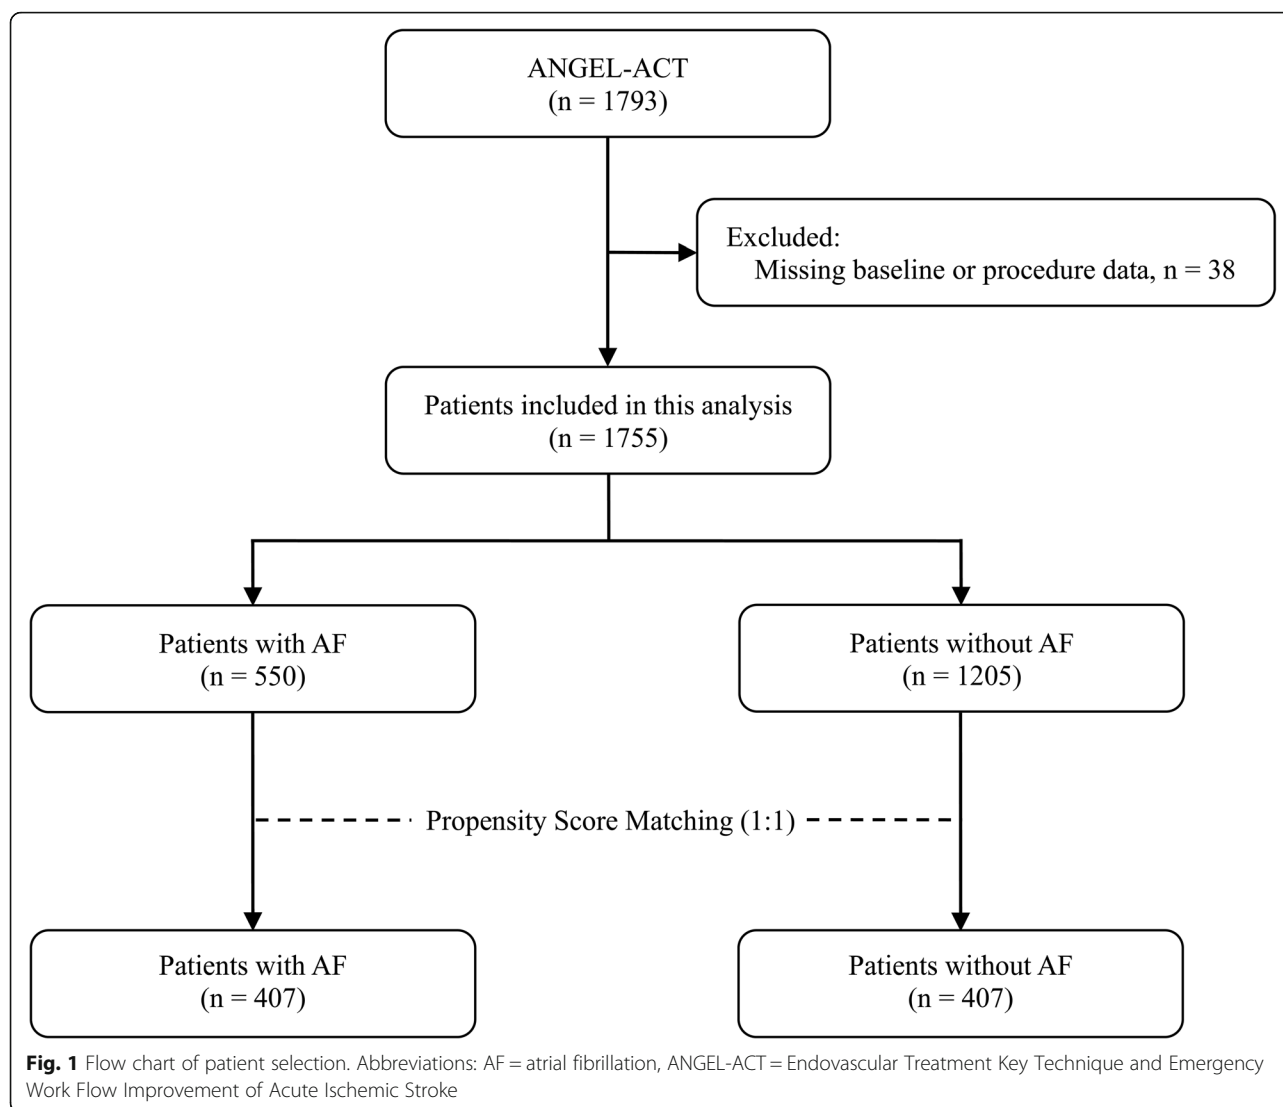 ANGEL-ACT
(n = 1793)
Excluded:
Missing baseline or procedure data, n = 38
Patients included in this analysis
(n = 1755)
Patients with AF
(n = 550)
Patients without AF
(n = 1205)
Propensity Score Matching (1:1)
Patients with AF
(n = 407)
Patients without AF
(n = 407)
Fig. 1 Flow chart of patient selection. Abbreviations: AF = atrial fibrillation, ANGEL-ACT = Endovascular Treatment Key Technique and Emergency
Work Flow Improvement of Acute Ischemic Stroke